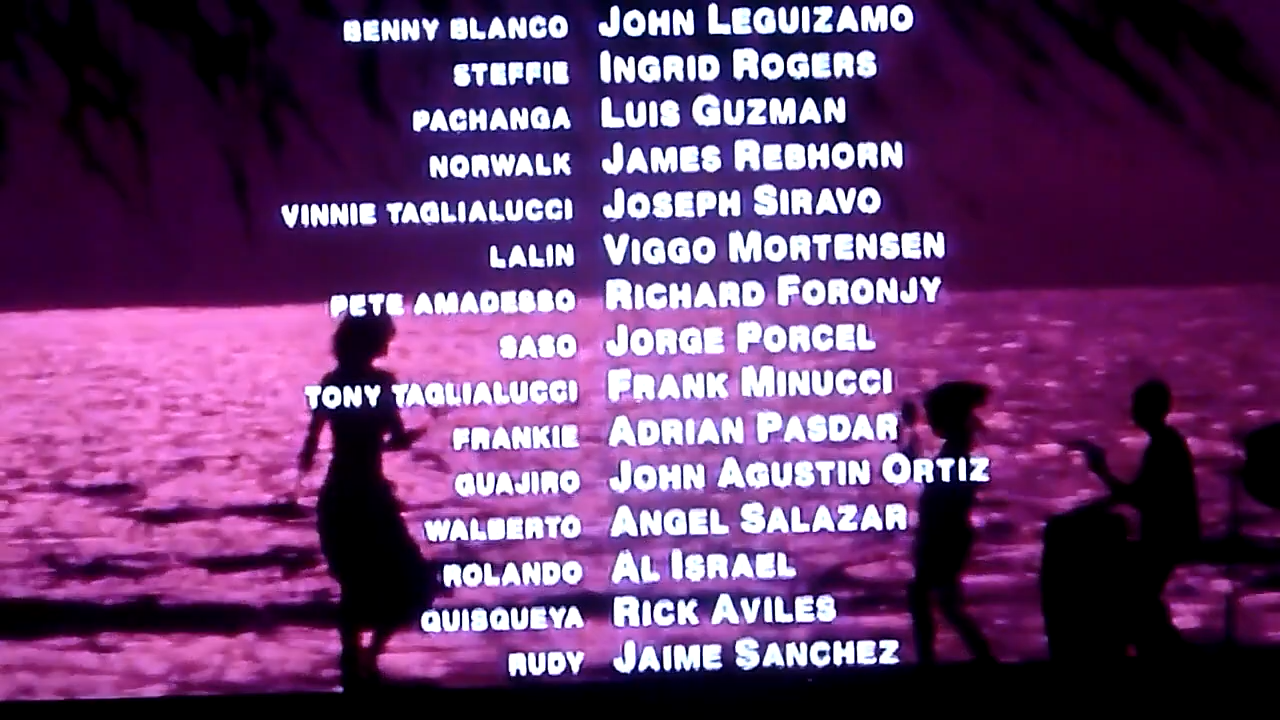 BENNY BLANCO JOHN LEGUIZAMO
STEFFIE INGRID ROGERS
PACHANGA LUIS GUZMAN
NORWALK JAMES REBHORN
VINNIE TAGLIALUCCI JOSEPH SIRAVO
LALIN VIGGO MORTENSEN
PETE AMADESSO RICHARD FORONJY
SASO JORGE PORCEL
TONY TAGLIALUCCI FRANK MINUCCI
FRANKIE ADRIAN PASDAR
GUAJIRO JOHN AGUSTIN ORTIZ
WALBERTO ANGEL SALAZAR
ROLANDO AL ISRAEL
QUISQUEYA RICK AVILES
RUDY JAIME SANCHEZ